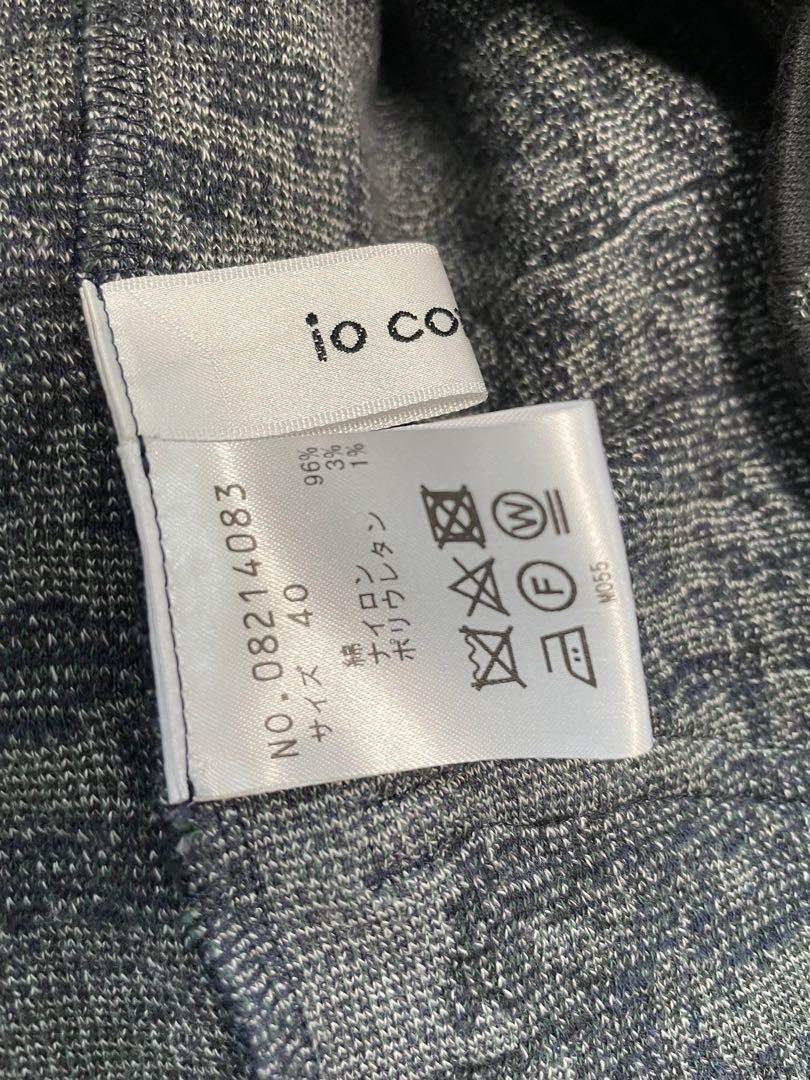 io co
NO.08214083
サイズ 40
綿 96%
ナイロン 3%
ポリウレタン 1%
W
F
M055